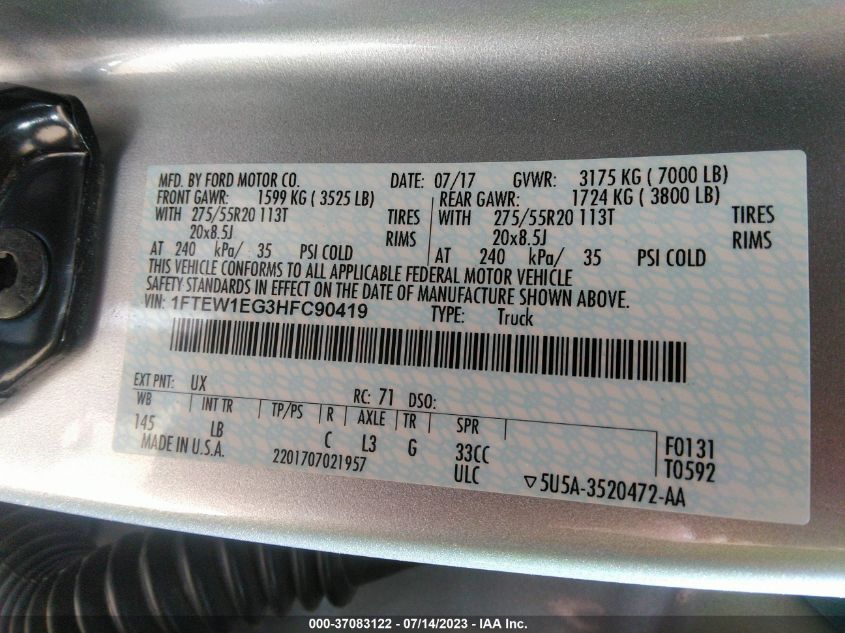 MFD. BY FORD MOTOR CO. DATE: 07/17 GVWR: 3175 KG ( 7000 LB)
FRONT GAWR: 1599 KG ( 3525 LB) REAR GAWR: 1724 KG ( 3800 LB)
WITH 275/55R20 113T TIRES WITH 275/55R20 113T TIRES
20x8.5J RIMS 20x8.5J RIMS
AT 240 kPa/ 35 PSI COLD AT 240 kPa/ 35 PSI COLD
THIS VEHICLE CONFORMS TO ALL APPLICABLE FEDERAL MOTOR VEHICLE
SAFETY STANDARDS IN EFFECT ON THE DATE OF MANUFACTURE SHOWN ABOVE.
VIN: 1FTEW1EG3HFC90419 TYPE: Truck
EXT PNT: UX RC: 71 DSO:
WB INT TR TP/PS R AXLE TR SPR
145 LB C L3 G 33CC F0131
MADE IN U.S.A. 2201707021957 ULC ▽5U5A-3520472-AA T0592
000-37083122 - 07/14/2023 - IAA Inc.